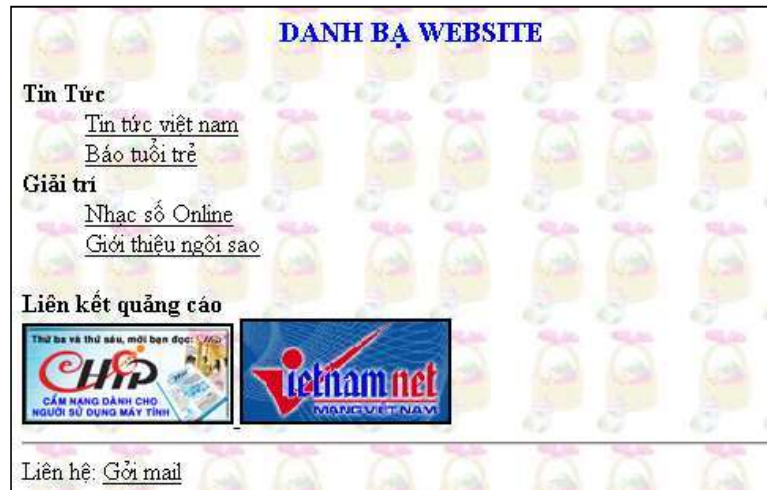 DANH BẠ WEBSITE
Tin Tức
Tin tức việt nam
Báo tuổi trẻ
Giải trí
Nhạc số Online
Giới thiệu ngôi sao
Liên kết quảng cáo
Thứ ba và thứ sáu, mời bạn đọc:
CHIP
CẨM NANG DÀNH CHO
NGƯỜI SỬ DỤNG MÁY TÍNH
Vietnam net
MẠNG VIỆT NAM
Liên hệ: Gởi mail